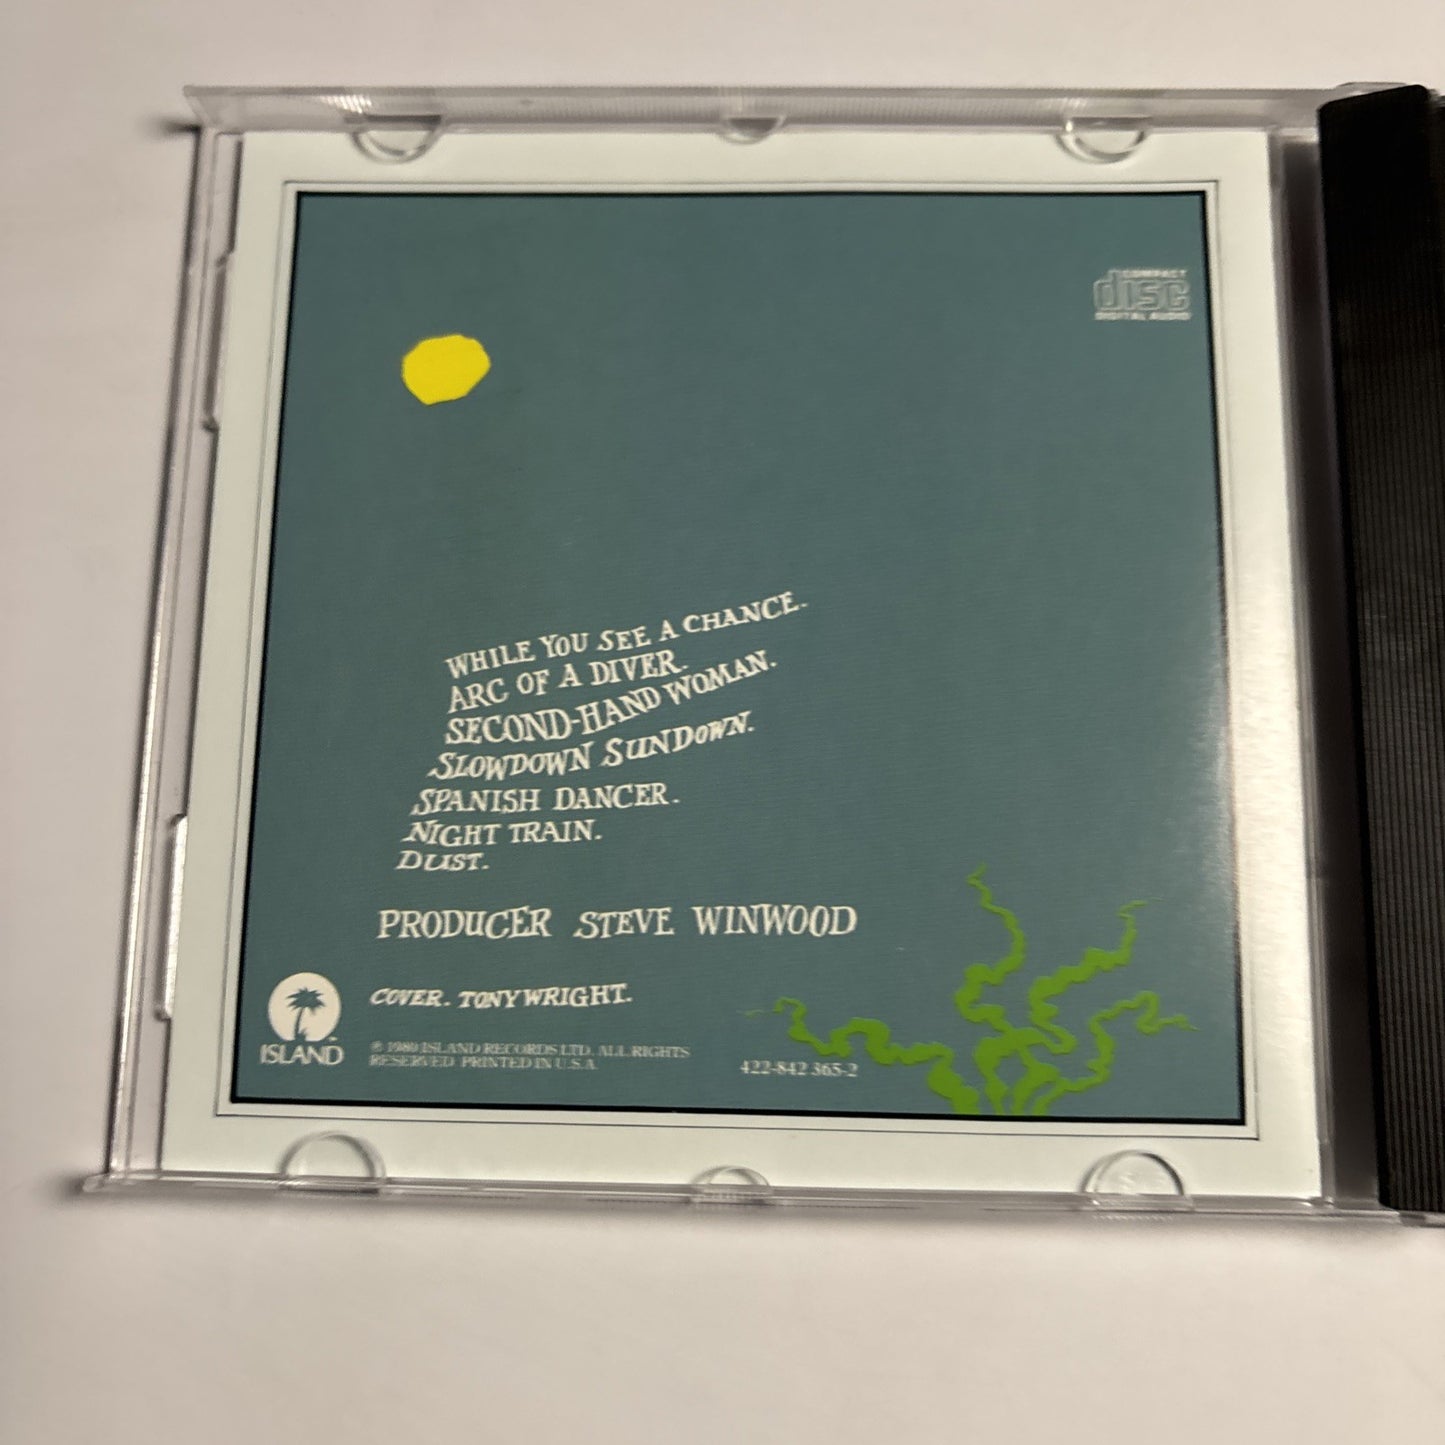 COMPACT
disc
DIGITAL AUDIO
WHILE YOU SEE A CHANCE.
ARC OF A DIVER.
SECOND-HAND WOMAN.
SLOWDOWN SUNDOWN.
SPANISH DANCER.
NIGHT TRAIN.
DUST.
PRODUCER STEVE WINWOOD
COVER. TONY WRIGHT.
ISLAND
℗ 1980 ISLAND RECORDS LTD. ALL RIGHTS
RESERVED PRINTED IN U.S.A.
422-842 365-2